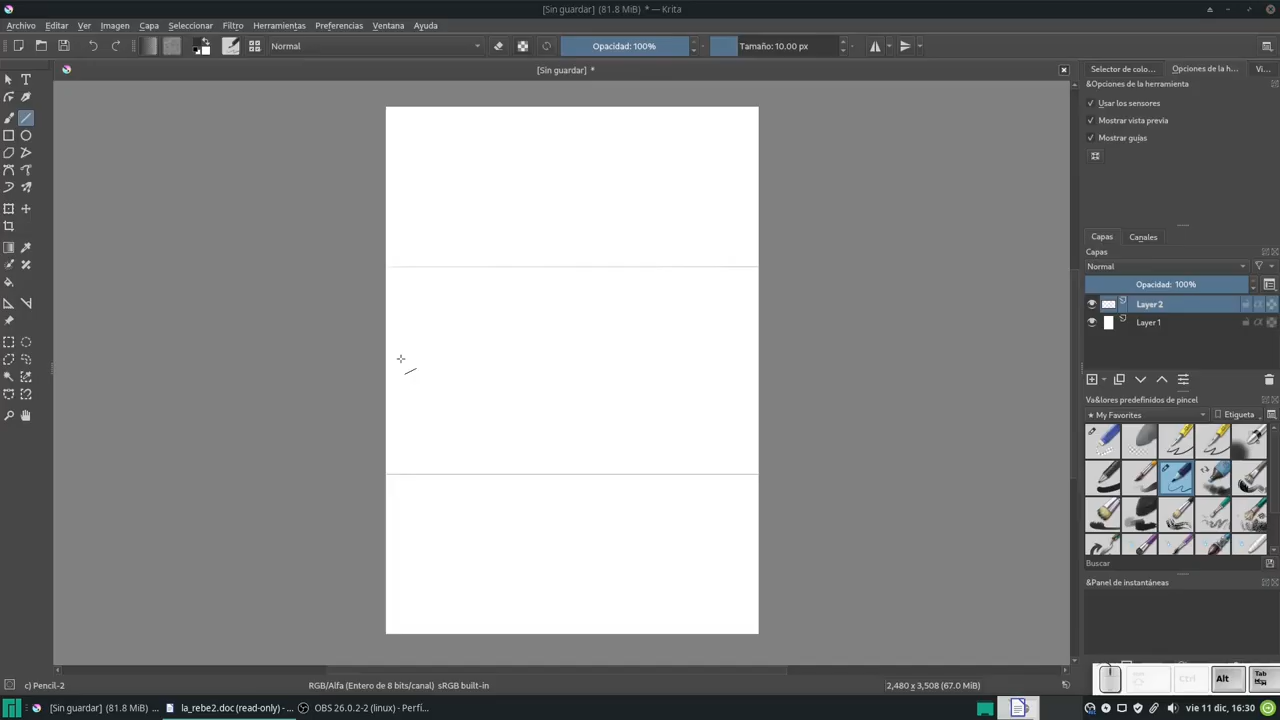 [Sin guardar] (81.8 MiB) * — Krita
Archivo Editar Ver Imagen Capa Seleccionar Filtro Herramientas Preferencias Ventana Ayuda
Normal Opacidad: 100% Tamaño: 10.00 px
[Sin guardar] *
Selector de colo... Opciones de la h... Vi...
&Opciones de la herramienta
Usar los sensores
Mostrar vista previa
Mostrar guías
Capas Canales
Capas
Normal
Opacidad: 100%
Layer 2
Layer 1
Va&lores predefinidos de pincel
★ My Favorites Etiqueta
Buscar
&Panel de instantáneas
Ctrl Alt Tab
c) Pencil-2 RGB/Alfa (Entero de 8 bits/canal) sRGB built-in 2,480 x 3,508 (67.0 MiB)
[Sin guardar] (81.8 MiB) ... la_rebe2.doc (read-only) - ... OBS 26.0.2-2 (linux) - Perfi... vie 11 dic, 16:30